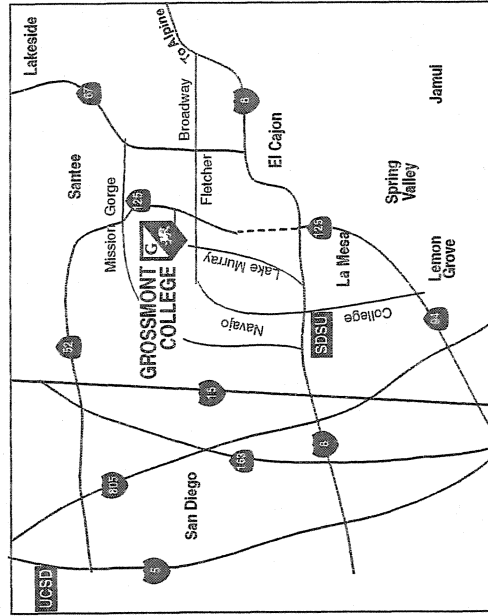 Lakeside
67
To Alpine
Santee
Broadway
8
Mission Gorge
125
Fletcher
El Cajon
G
GROSSMONT
COLLEGE
Lake Murray
52
Navajo
125
La Mesa
Spring
Valley
Jamul
SDSU
College
Lemon
Grove
94
15
8
163
805
San Diego
UCSD
5